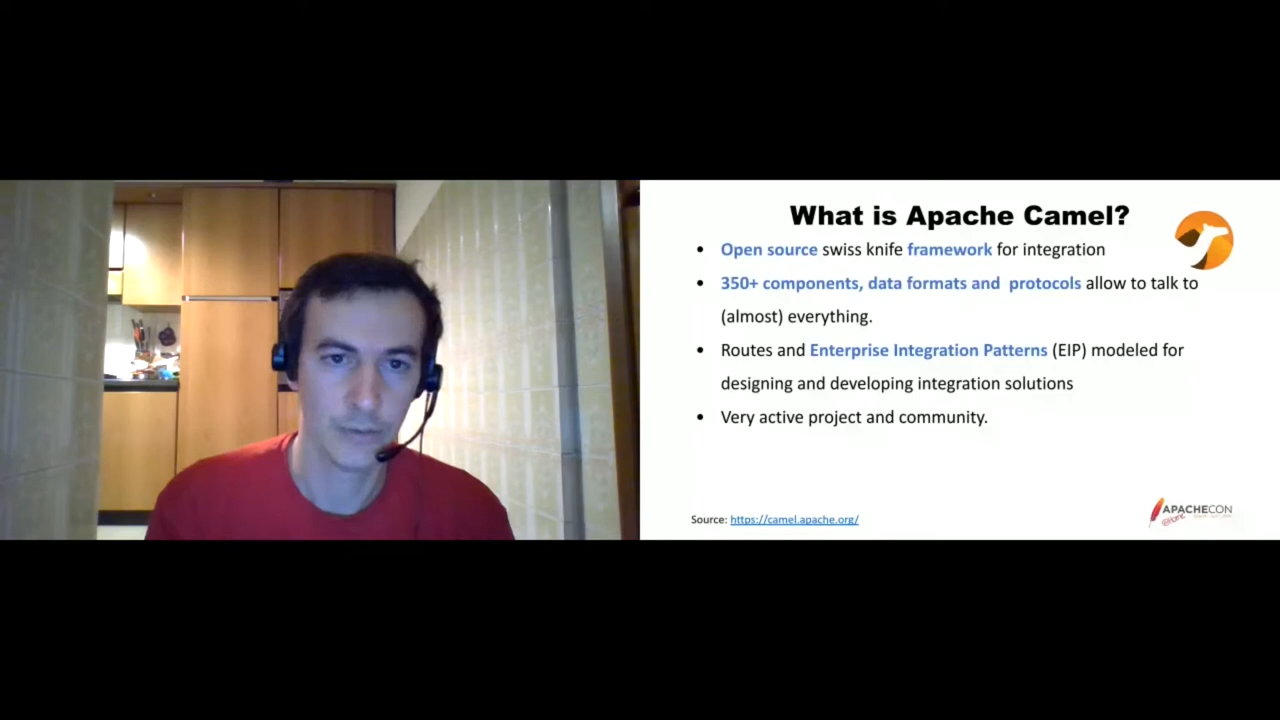 What is Apache Camel?
• Open source swiss knife framework for integration
• 350+ components, data formats and  protocols allow to talk to
(almost) everything.
• Routes and Enterprise Integration Patterns (EIP) modeled for
designing and developing integration solutions
• Very active project and community.
Source: https://camel.apache.org/
APACHECON
@Home